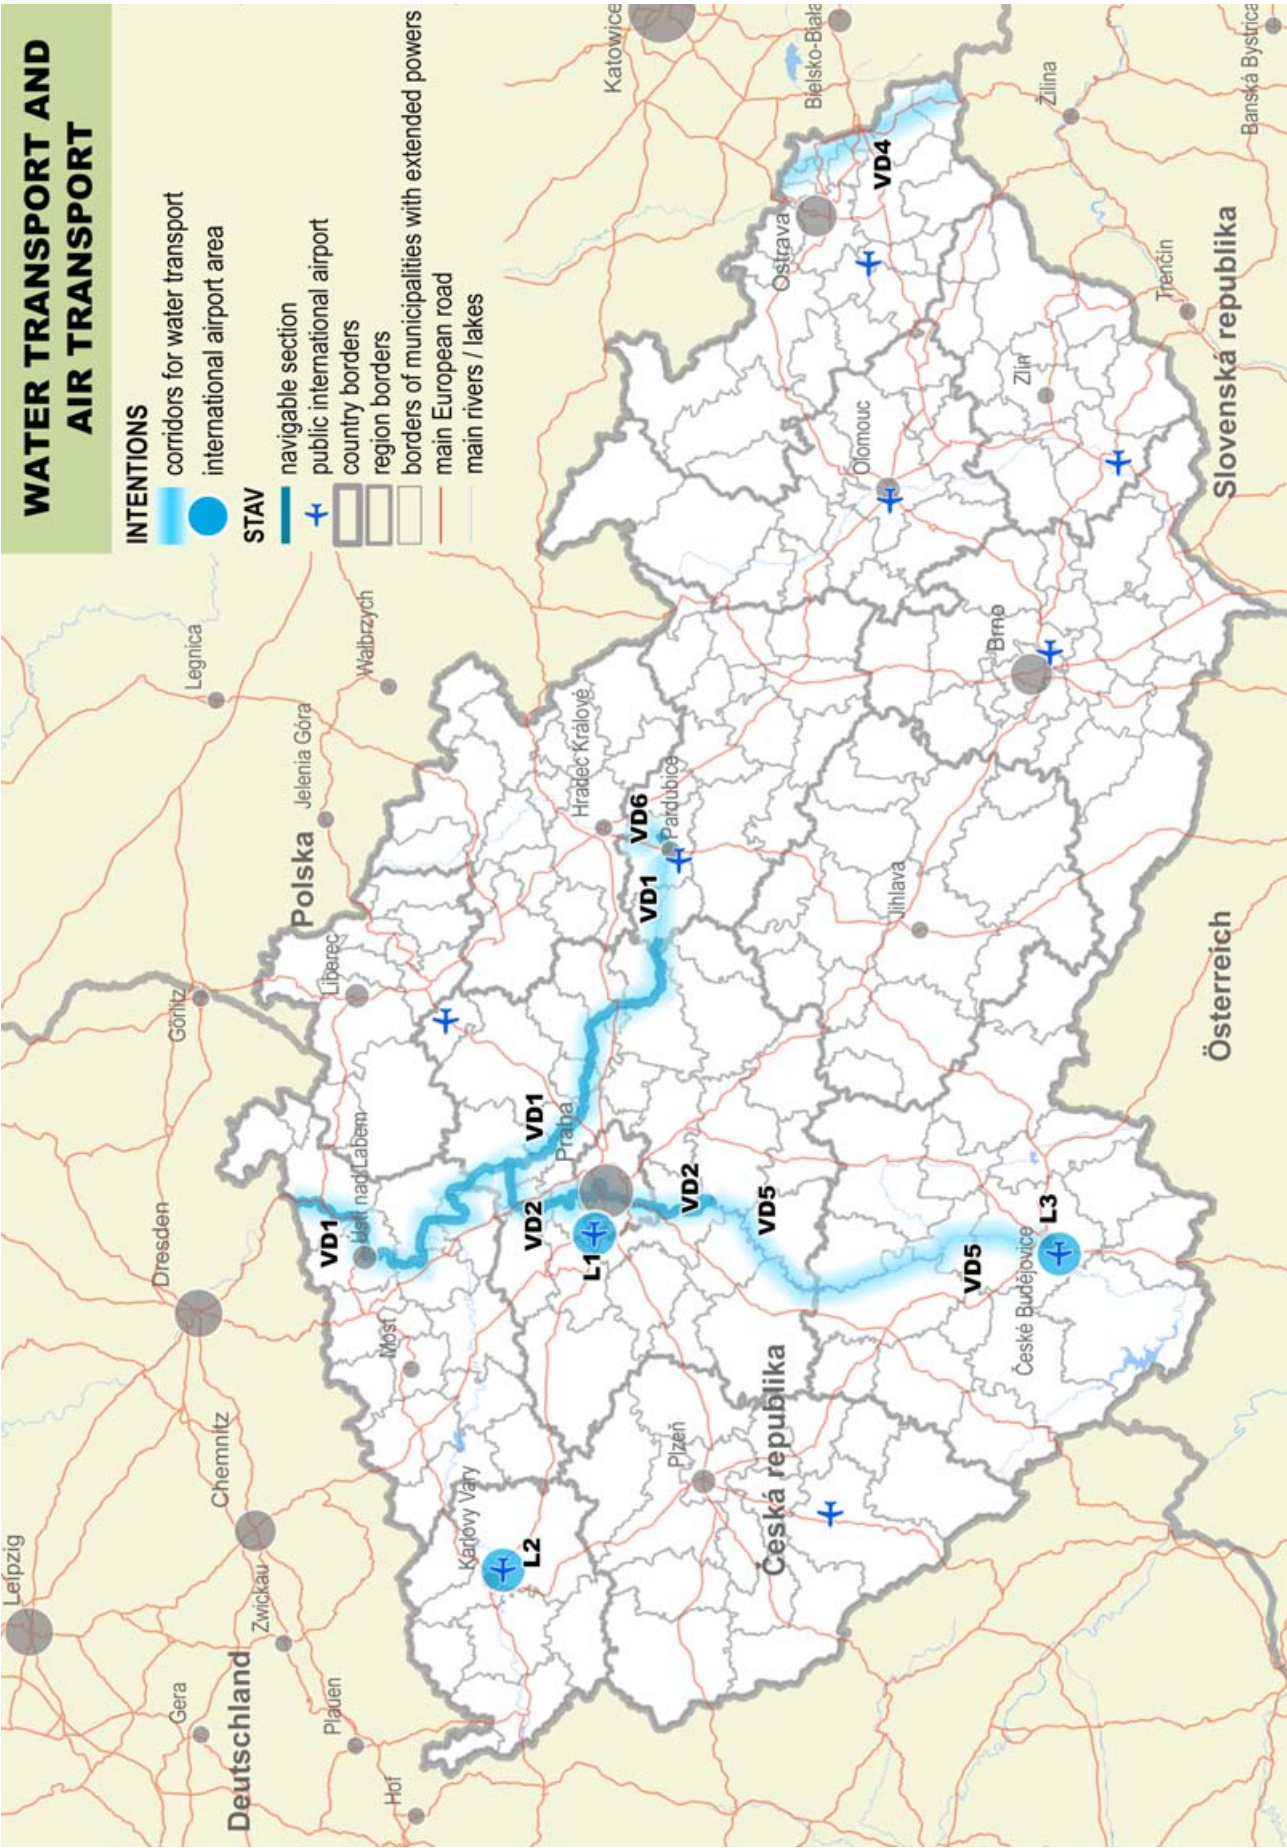 WATER TRANSPORT AND
AIR TRANSPORT
INTENTIONS
corridors for water transport
international airport area
STAV
navigable section
public international airport
country borders
region borders
borders of municipalities with extended powers
main European road
main rivers / lakes
Leipzig
Gera
Deutschland
Zwickau
Chemnitz
Plauen
Hof
Dresden
Görlitz
Legnica
Jelenia Góra
Wałbrzych
Polska
Katowice
Bielsko-Biała
Žilina
Banská Bystrica
Trenčín
Slovenská republika
Österreich
Česká republika
Karlovy Vary
L2
Most
Ústí nad Labem
VD1
Liberec
VD1
Praha
VD2
L1
VD2
VD5
Plzeň
VD5
České Budějovice
L3
Hradec Králové
VD6
Pardubice
VD1
Jihlava
Brno
Olomouc
Zlín
Ostrava
VD4